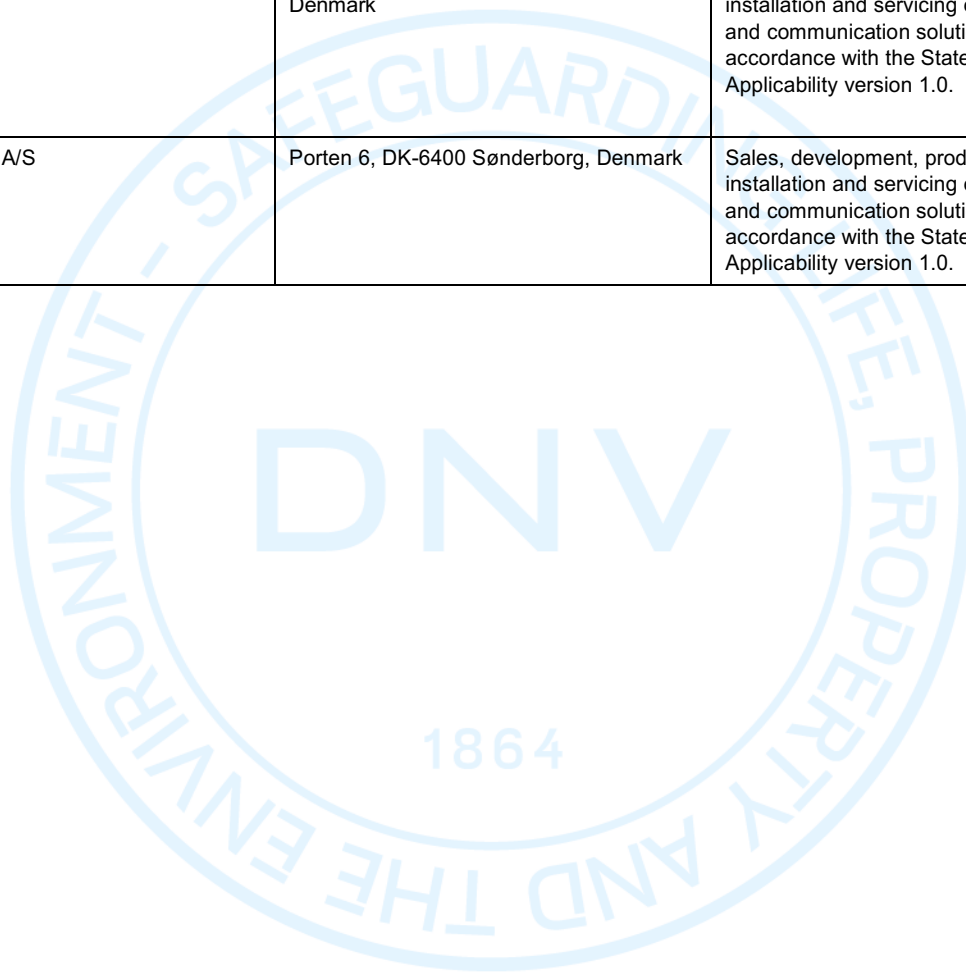 Denmark
installation and servicing
and communication soluti
accordance with the State
Applicability version 1.0.
A/S
Porten 6, DK-6400 Sønderborg, Denmark
Sales, development, prod
installation and servicing
and communication soluti
accordance with the State
Applicability version 1.0.
SAFEGUARDING LIFE, PROPERTY AND THE ENVIRONMENT –
DNV
1864